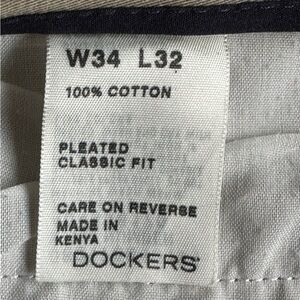 W34 L32
100% COTTON
PLEATED
CLASSIC FIT
CARE ON REVERSE
MADE IN
KENYA
DOCKERS